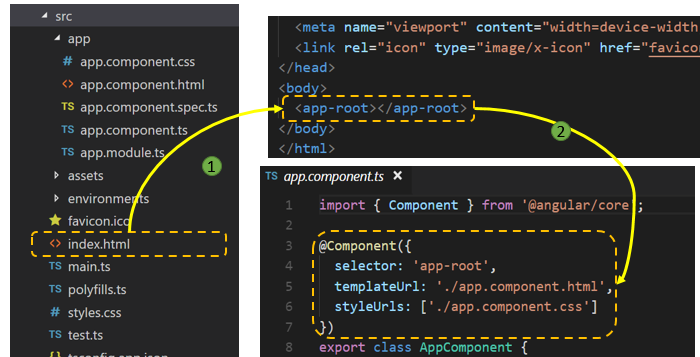 src
app
app.component.css
<> app.component.html
TS app.component.spec.ts
TS app.component.ts
TS app.module.ts
assets
environments
favicon.ico
<> index.html
TS main.ts
TS polyfills.ts
# styles.css
TS test.ts
1
<meta name="viewport" content="width=device-width
<link rel="icon" type="image/x-icon" href="favic
</head>
<body>
<app-root></app-root>
</body>
</html>
2
TS app.component.ts ×
1 import { Component } from '@angular/core';
2
3 @Component({
4 selector: 'app-root',
5 templateUrl: './app.component.html',
6 styleUrls: ['./app.component.css']
7 })
8 export class AppComponent {